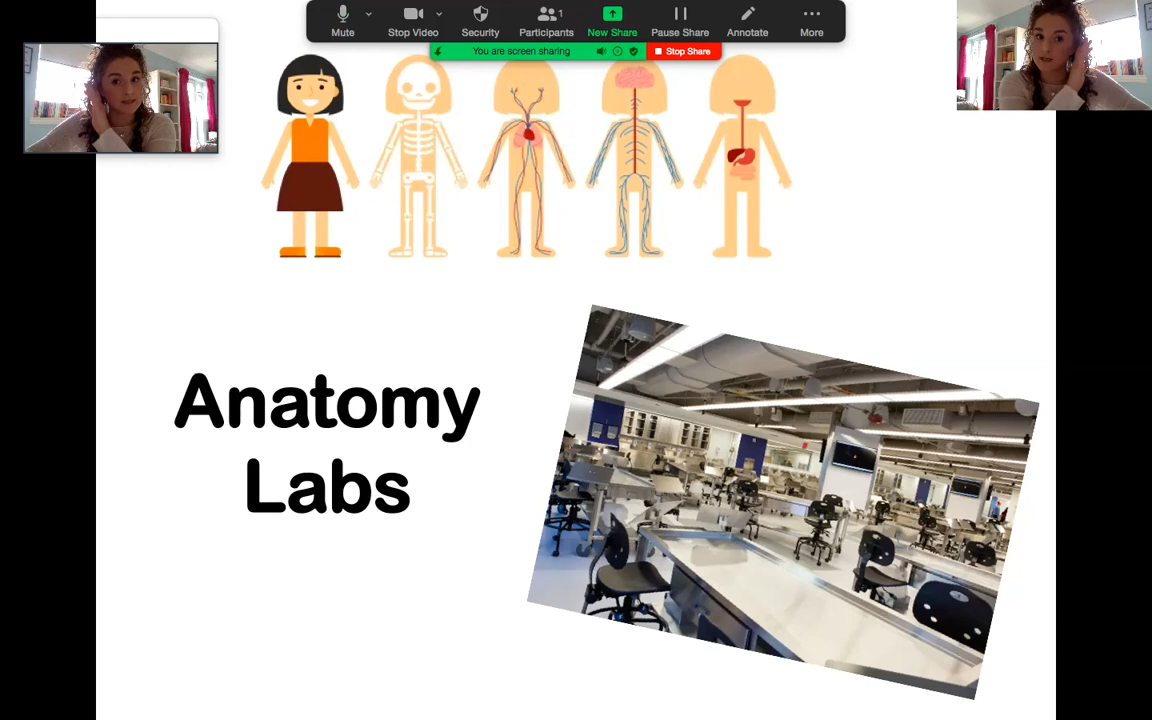 1
Mute
Stop Video
Security
Participants
New Share
Pause Share
Annotate
More
You are screen sharing
Stop Share
Anatomy
Labs